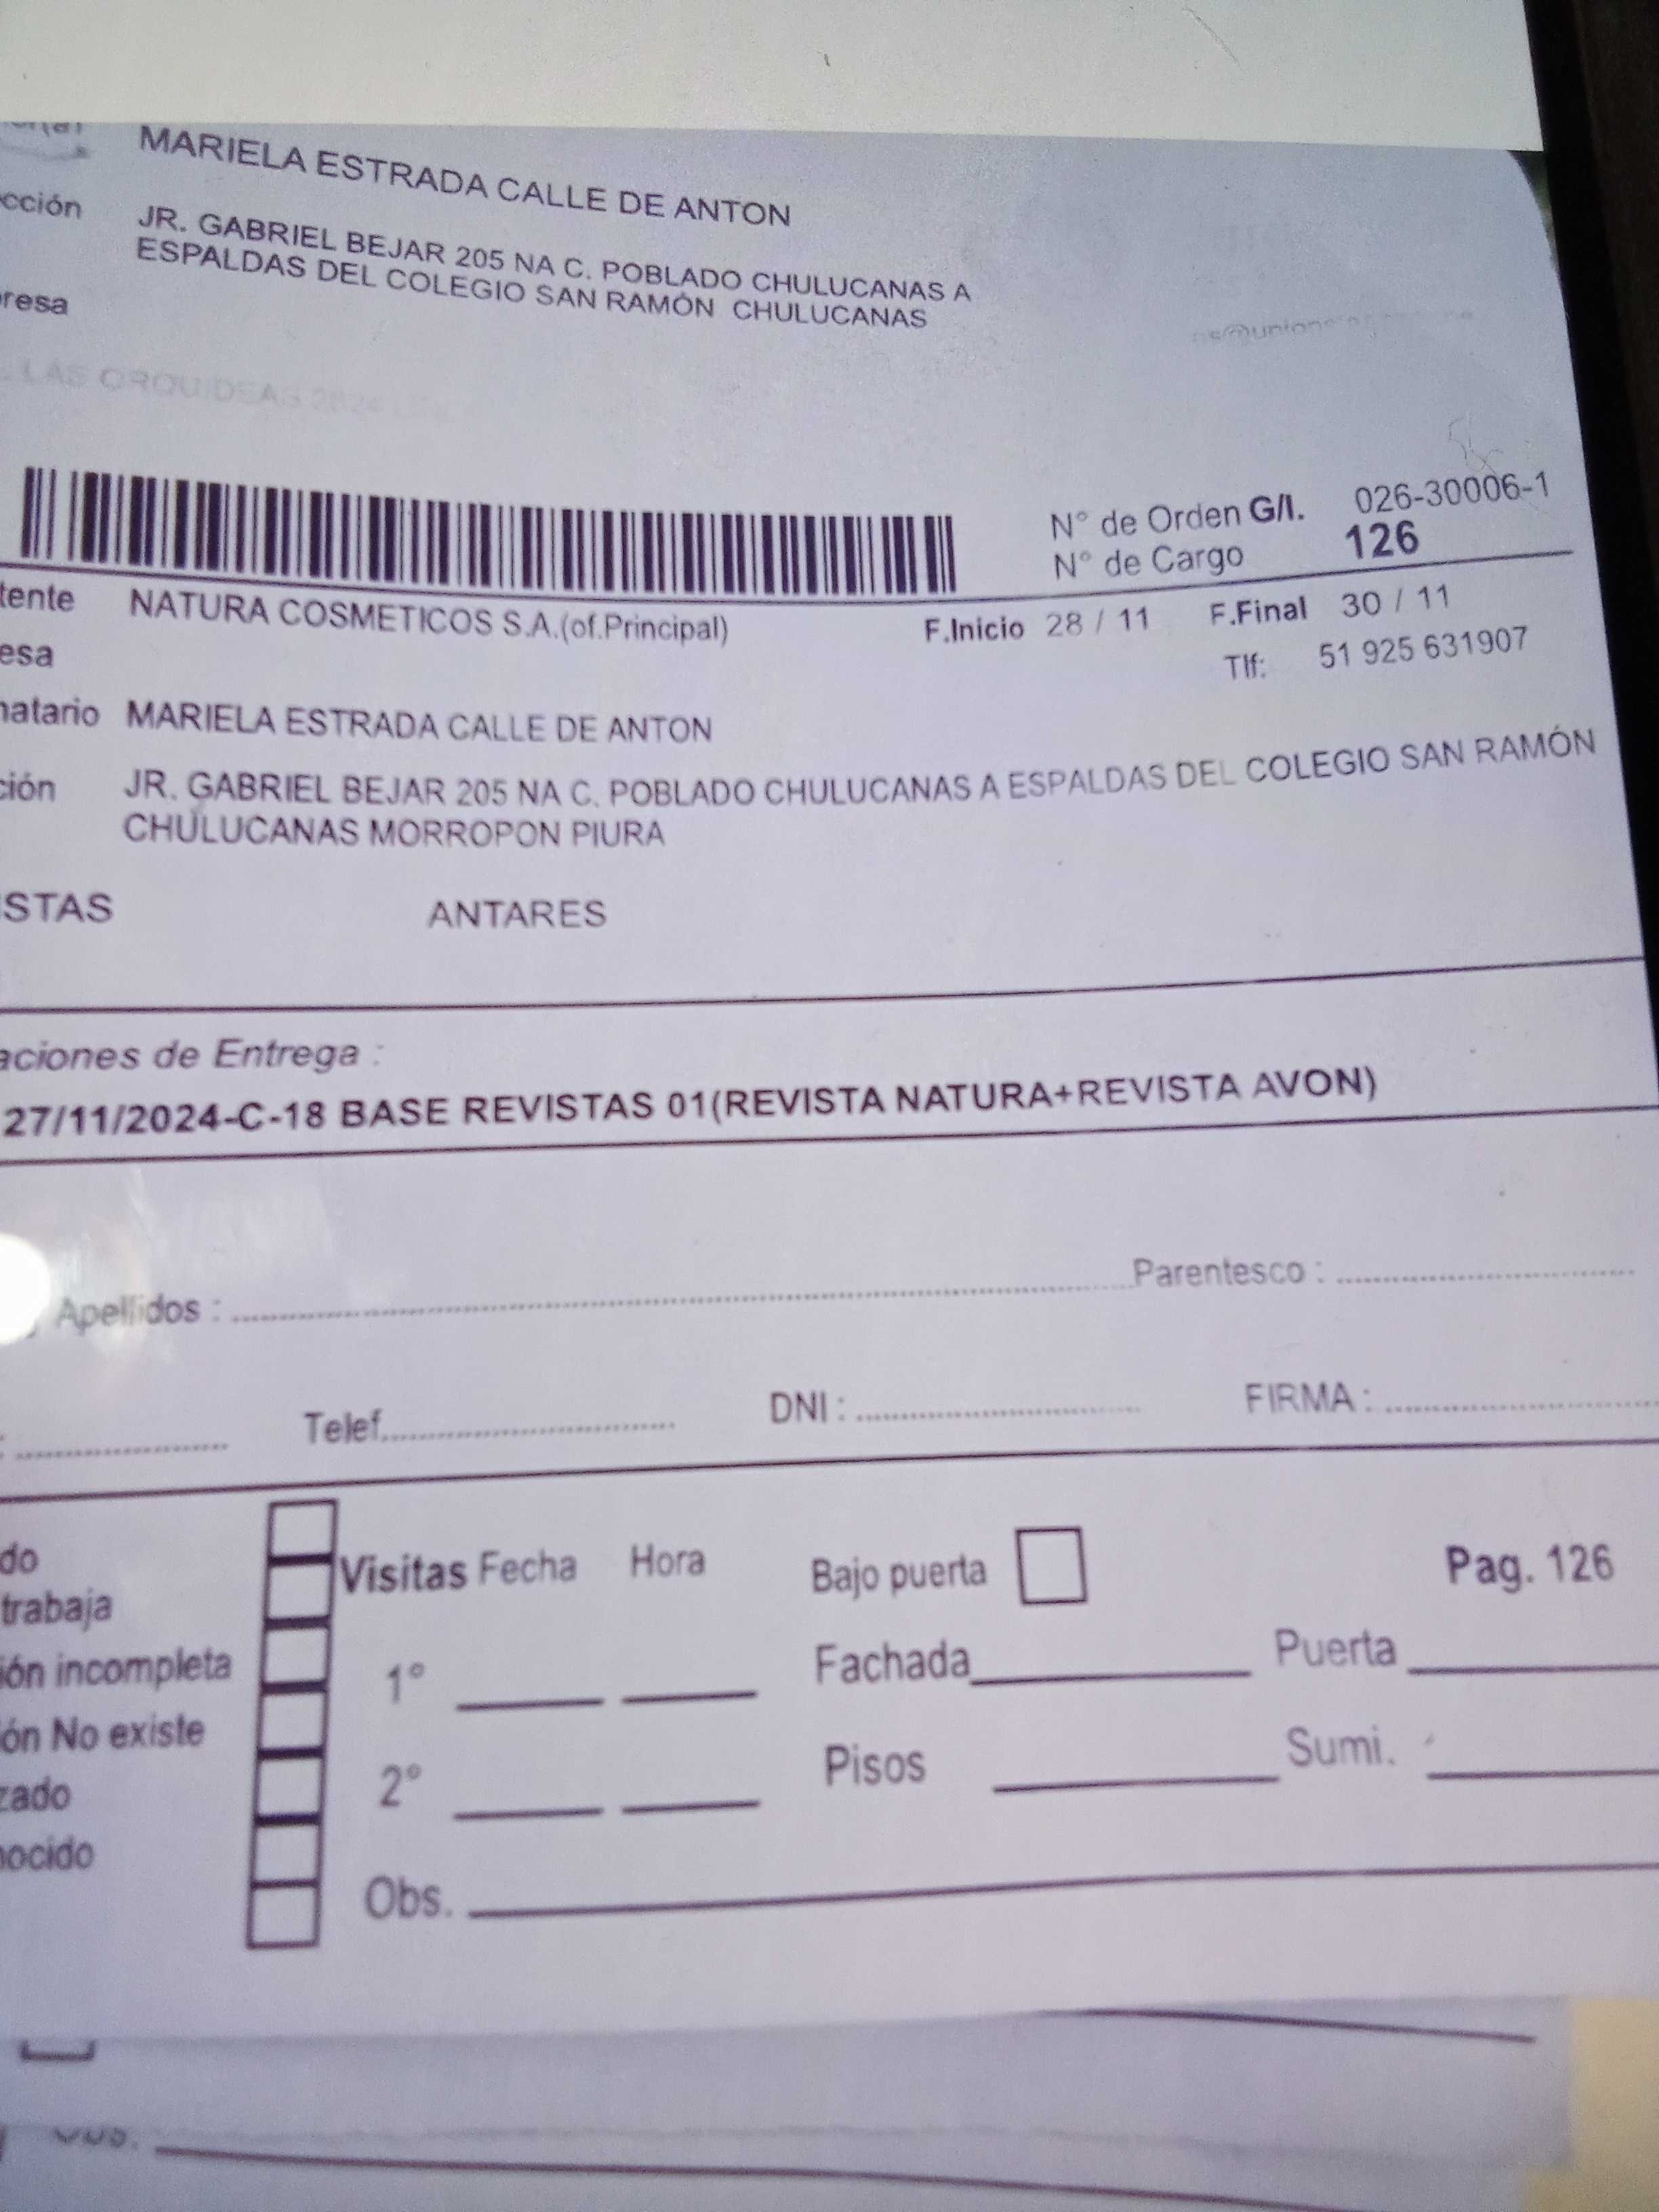 MARIELA ESTRADA CALLE DE ANTON
cción JR. GABRIEL BEJAR 205 NA C. POBLADO CHULUCANAS A
ESPALDAS DEL COLEGIO SAN RAMÓN CHULUCANAS
resa
LAS ORQUIDEAS
N° de Orden G/I. 026-30006-1
N° de Cargo 126
tente NATURA COSMETICOS S.A.(of.Principal) F.Inicio 28 / 11 F.Final 30 / 11
esa Tlf: 51 925 631907
natario MARIELA ESTRADA CALLE DE ANTON
ción JR. GABRIEL BEJAR 205 NA C. POBLADO CHULUCANAS A ESPALDAS DEL COLEGIO SAN RAMÓN
CHULUCANAS MORROPON PIURA
ISTAS ANTARES
aciones de Entrega :
27/11/2024-C-18 BASE REVISTAS 01(REVISTA NATURA+REVISTA AVON)
Apellidos : Parentesco :
: Telef. DNI : FIRMA :
do Visitas Fecha Hora Bajo puerta Pag. 126
trabaja
ión incompleta 1° Fachada Puerta
ón No existe
zado 2° Pisos Sumi.
nocido
Obs.